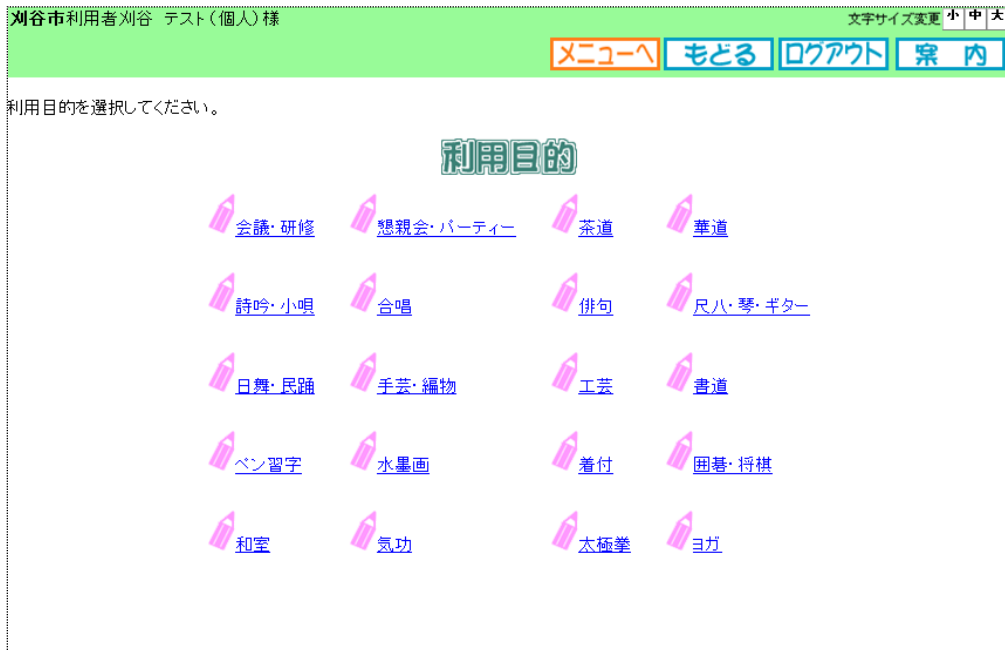 刈谷市利用者刈谷 テスト(個人)様 文字サイズ変更 小 中 大
メニューへ もどる ログアウト 案 内
利用目的を選択してください。
利用目的
会議・研修 懇親会・パーティー 茶道 華道
詩吟・小唄 合唱 俳句 尺八・琴・ギター
日舞・民踊 手芸・編物 工芸 書道
ペン習字 水墨画 着付 囲碁・将棋
和室 気功 太極拳 ヨガ